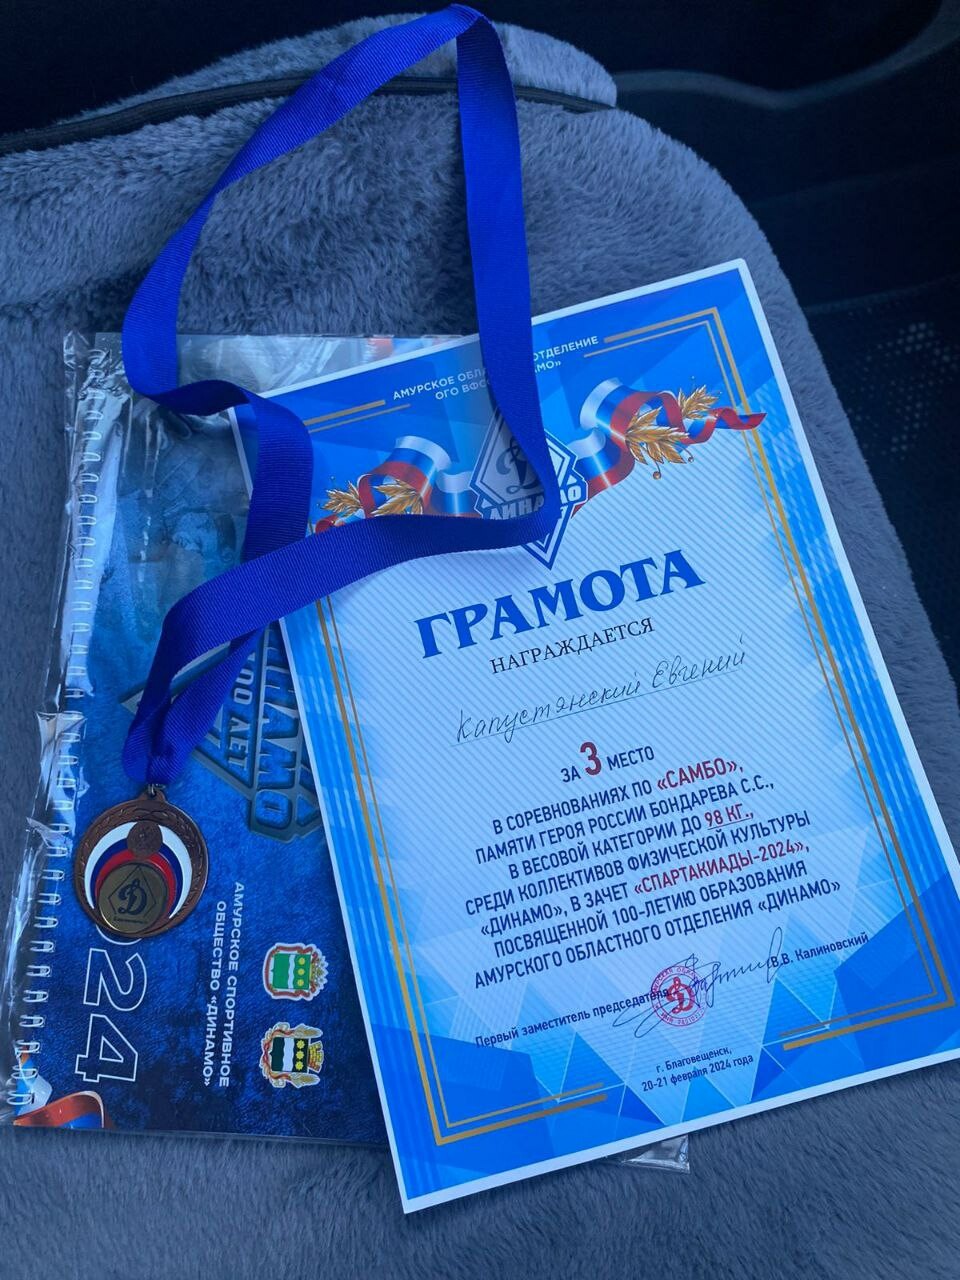 АМУРСКОЕ ОТДЕЛЕНИЕ
ОГО ВФС
ДИНАМО
ГРАМОТА
НАГРАЖДАЕТСЯ
Капустянский Евгений
ЗА 3 МЕСТО
В СОРЕВНОВАНИЯХ ПО «САМБО»,
ПАМЯТИ ГЕРОЯ РОССИИ БОНДАРЕВА С.С.,
В ВЕСОВОЙ КАТЕГОРИИ ДО 98 КГ.,
СРЕДИ КОЛЛЕКТИВОВ ФИЗИЧЕСКОЙ КУЛЬТУРЫ
«ДИНАМО», В ЗАЧЕТ «СПАРТАКИАДЫ-2024»,
ПОСВЯЩЕННОЙ 100-ЛЕТИЮ ОБРАЗОВАНИЯ
АМУРСКОГО ОБЛАСТНОГО ОТДЕЛЕНИЯ «ДИНАМО»
Первый заместитель председателя В.В. Калиновский
г. Благовещенск,
20-21 февраля 2024 года
Д
100 ЛЕТ
АМУРСКОЕ СПОРТИВНОЕ
ОБЩЕСТВО «ДИНАМО»
024